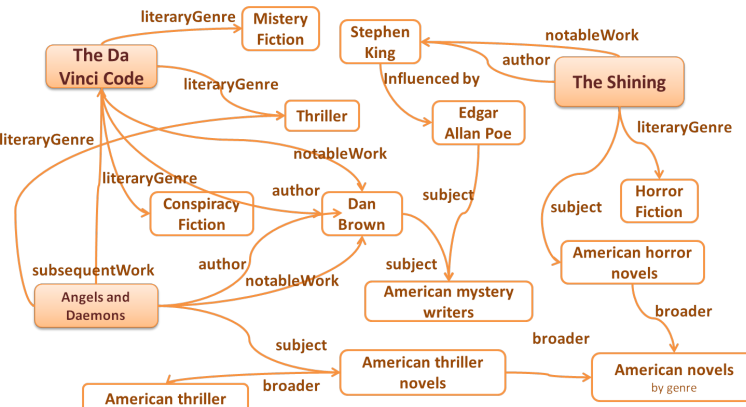 literaryGenre
Mistery
Fiction
Stephen
King
notableWork
author
The Da
Vinci Code
literaryGenre
Influenced by
The Shining
Thriller
Edgar
Allan Poe
literaryGenre
literaryGenre
notableWork
literaryGenre
author
subject
Horror
Fiction
Conspiracy
Fiction
Dan
Brown
subject
American horror
novels
author
subject
subsequentWork
notableWork
Angels and
Daemons
American mystery
writers
broader
subject
broader
American thriller
novels
American novels
by genre
broader
American thriller